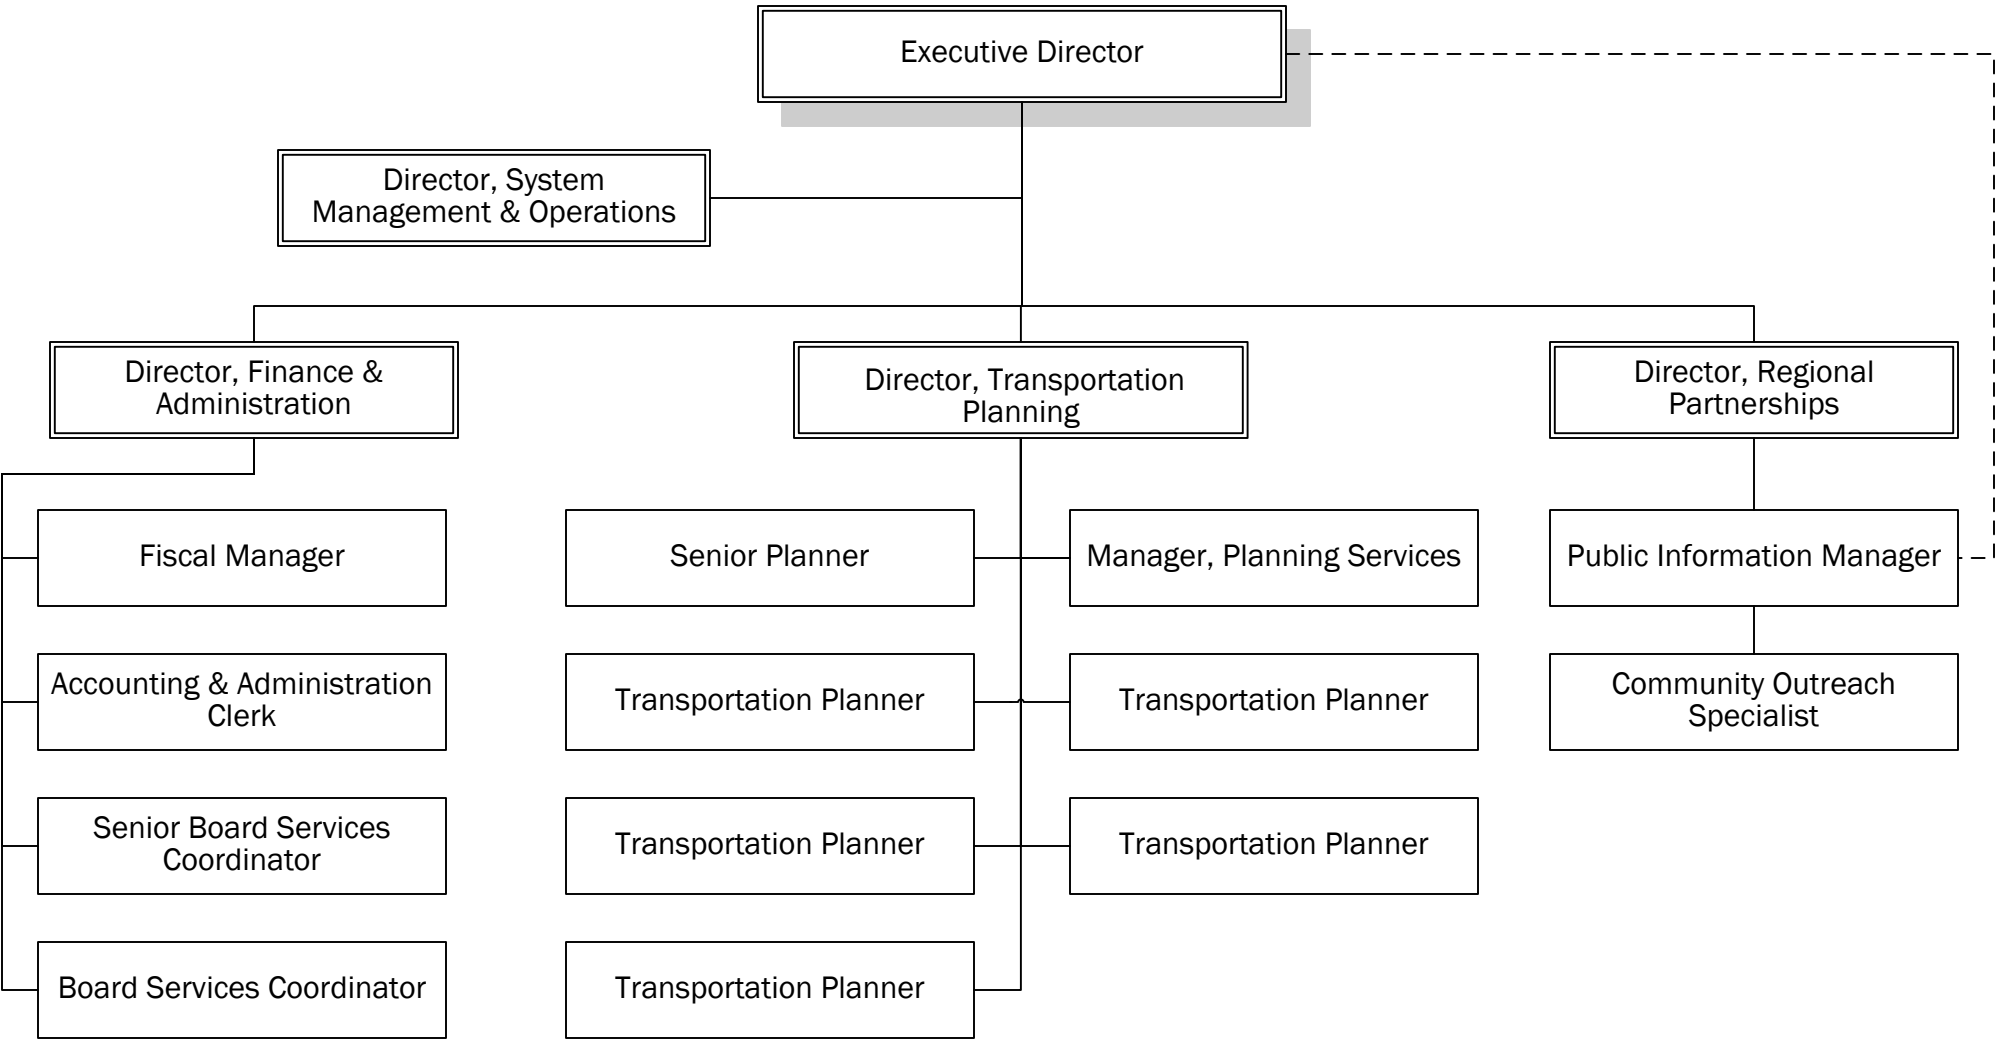 Executive Director
Director, System
Management & Operations
Director, Finance &
Administration
Director, Transportation
Planning
Director, Regional
Partnerships
Fiscal Manager
Senior Planner
Manager, Planning Services
Public Information Manager
Accounting & Administration
Clerk
Transportation Planner
Transportation Planner
Community Outreach
Specialist
Senior Board Services
Coordinator
Transportation Planner
Transportation Planner
Board Services Coordinator
Transportation Planner